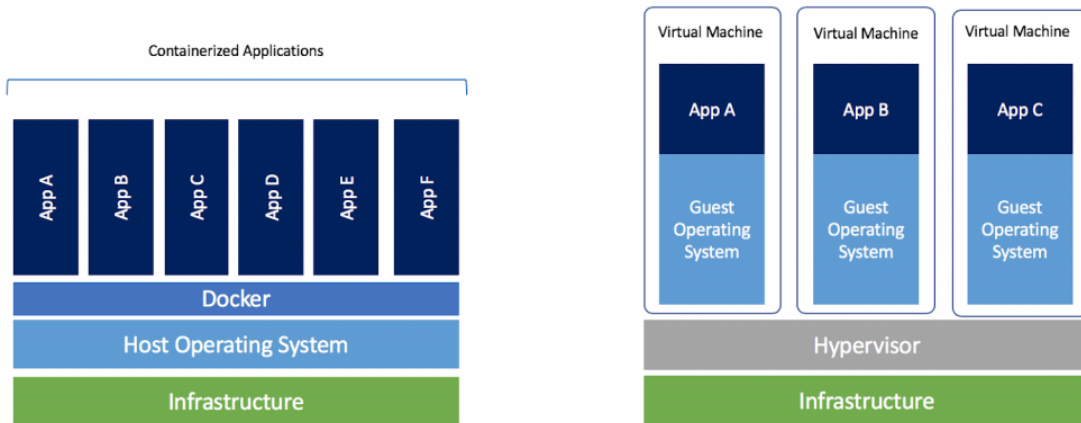 Containerized Applications
App A
App B
App C
App D
App E
App F
Docker
Host Operating System
Infrastructure
Virtual Machine
Virtual Machine
Virtual Machine
App A
App B
App C
Guest
Operating
System
Guest
Operating
System
Guest
Operating
System
Hypervisor
Infrastructure